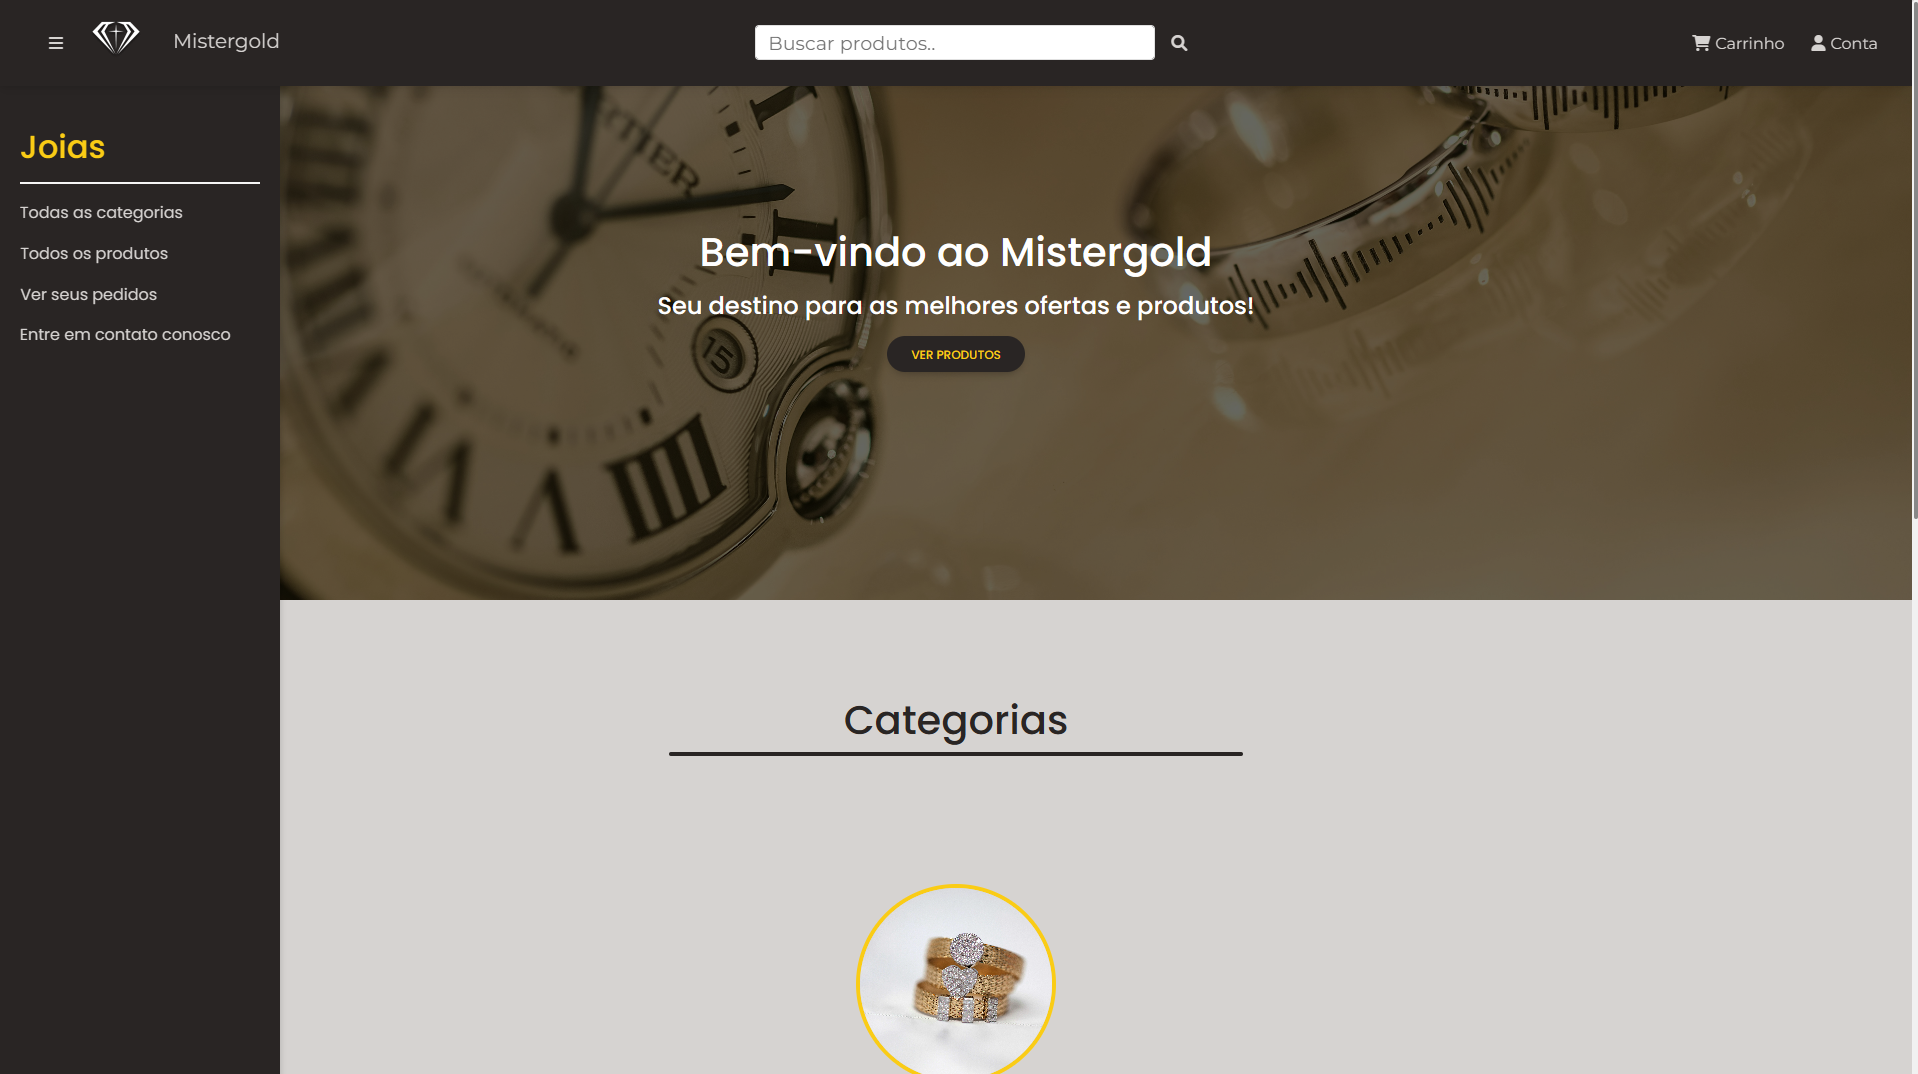 Mistergold
Buscar produtos..
Carrinho
Conta
Joias
Todas as categorias
Todos os produtos
Ver seus pedidos
Entre em contato conosco
Bem-vindo ao Mistergold
Seu destino para as melhores ofertas e produtos!
VER PRODUTOS
15
Categorias